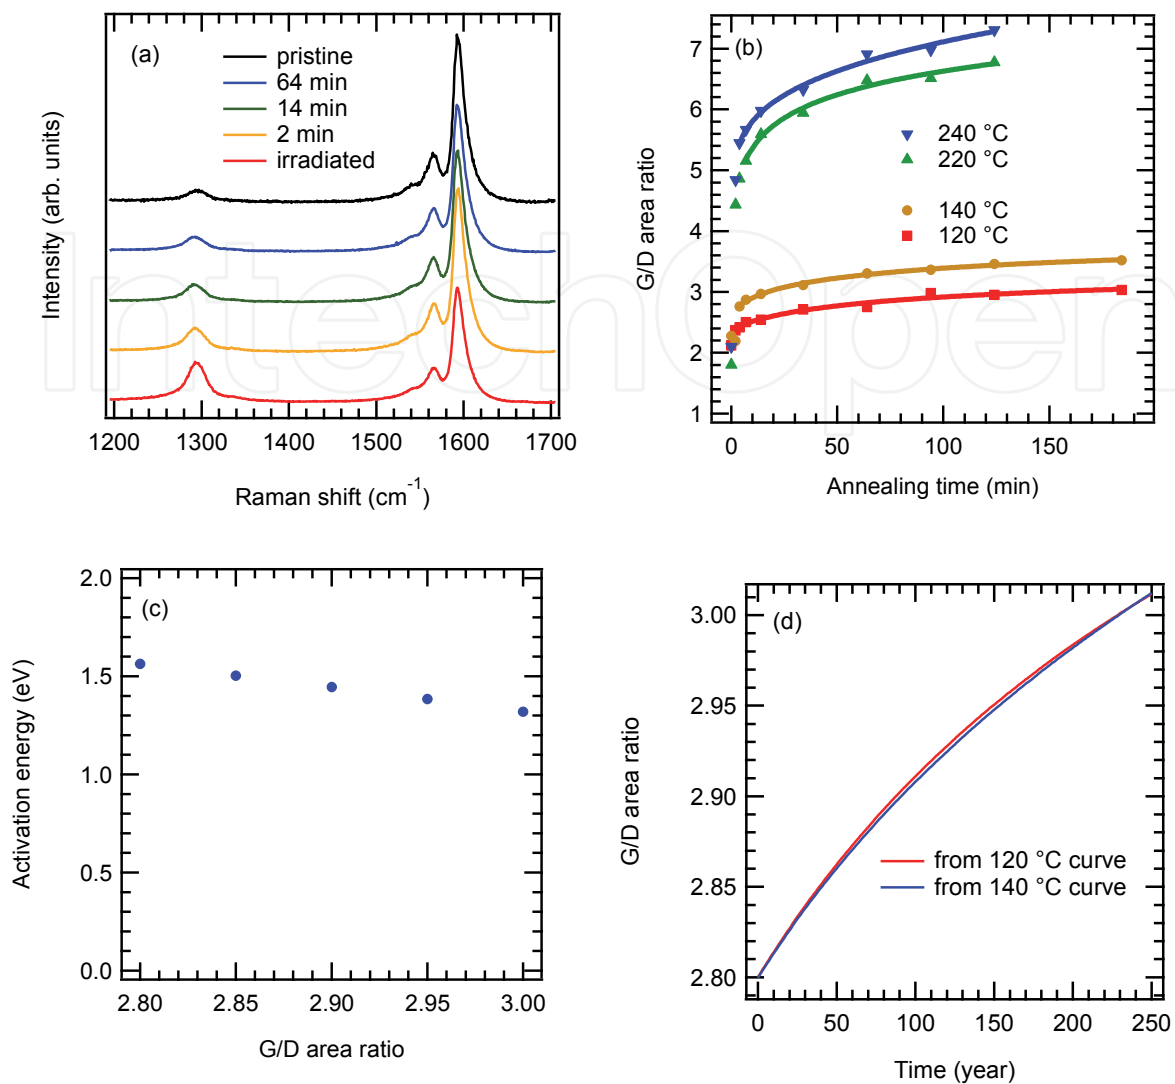 (a)
pristine
64 min
14 min
2 min
irradiated
Intensity (arb. units)
1200 1300 1400 1500 1600 1700
Raman shift (cm⁻¹)
(b)
7
6
5
4
3
2
1
240 °C
220 °C
140 °C
120 °C
G/D area ratio
0 50 100 150
Annealing time (min)
(c)
2.0
1.5
1.0
0.5
0.0
Activation energy (eV)
2.80 2.85 2.90 2.95 3.00
G/D area ratio
(d)
3.00
2.95
2.90
2.85
2.80
G/D area ratio
from 120 °C curve
from 140 °C curve
0 50 100 150 200 250
Time (year)
IntechOpen